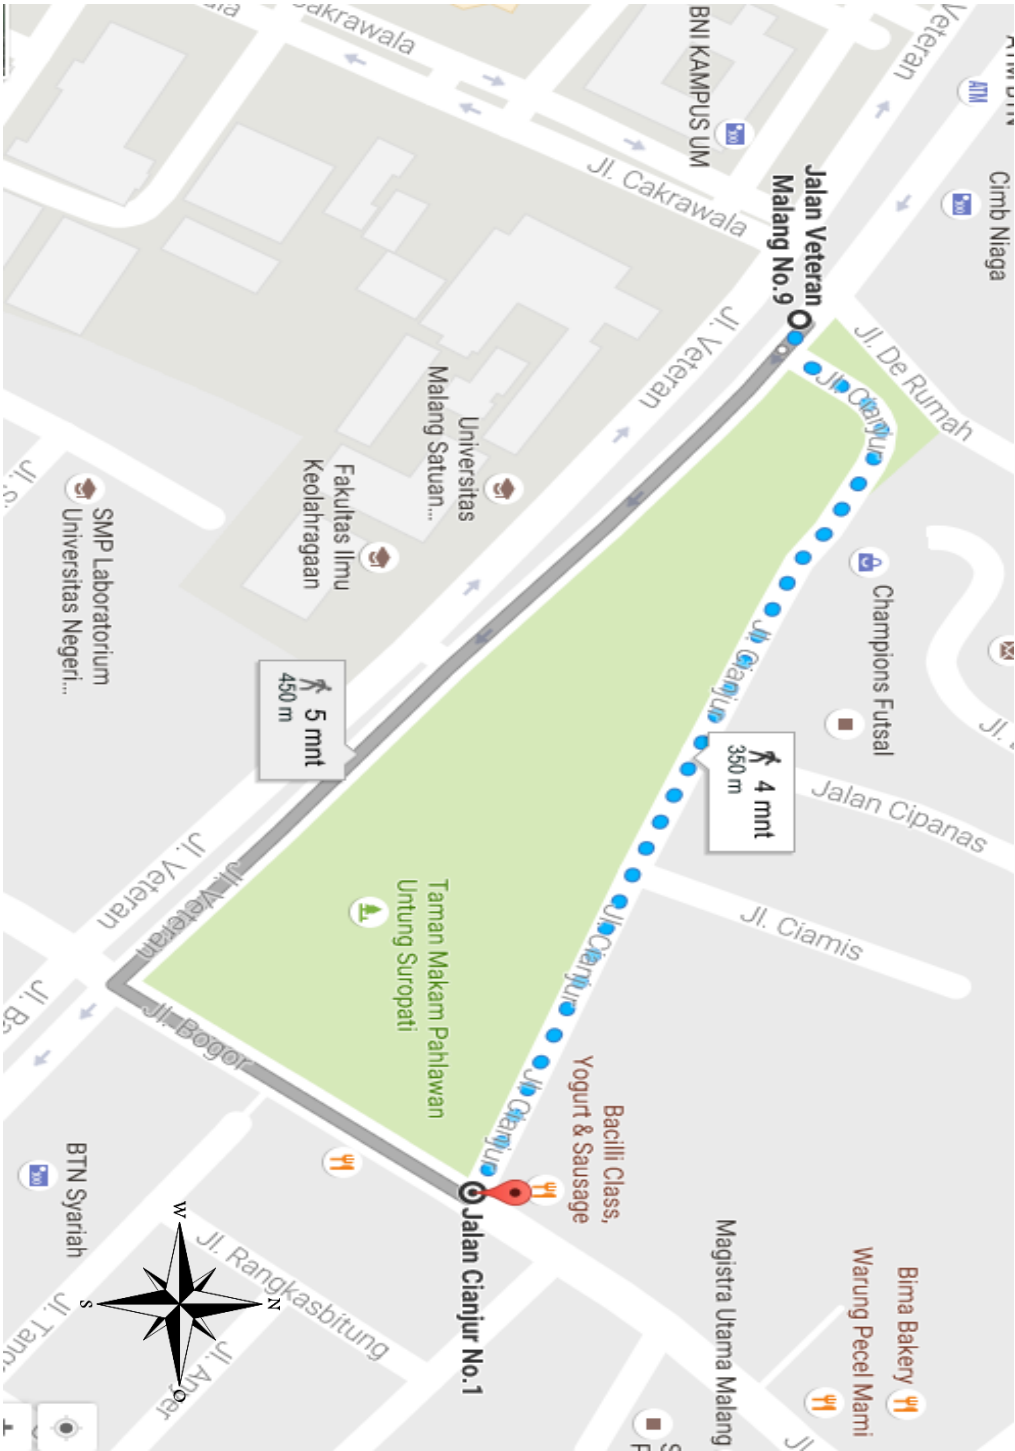 Cakrawala
BNI KAMPUS UM
Veteran
ATM
Cimb Niaga
Jl. Cakrawala
Jalan Veteran
Malang No.9
Jl. De Rumah
Jl. Cianjur
Jl. Veteran
Universitas
Malang Satuan...
Fakultas Ilmu
Keolahragaan
SMP Laboratorium
Universitas Negeri...
Champions Futsal
Jl. Cianjur
5 mnt
450 m
4 mnt
350 m
Jalan Cipanas
Jl. Ciamis
Jl. Veteran
Jl. Veteran
Taman Makam Pahlawan
Untung Suropati
Jl. Cianjur
Jl. Bogor
Jl. Cianjur
Bacilli Class,
Yogurt & Sausage
Jalan Cianjur No.1
BTN Syariah
Jl. Rangkasbitung
Jl. Anyer
Magistra Utama Malang
Bima Bakery
Warung Pecel Mami
W
N
S
O